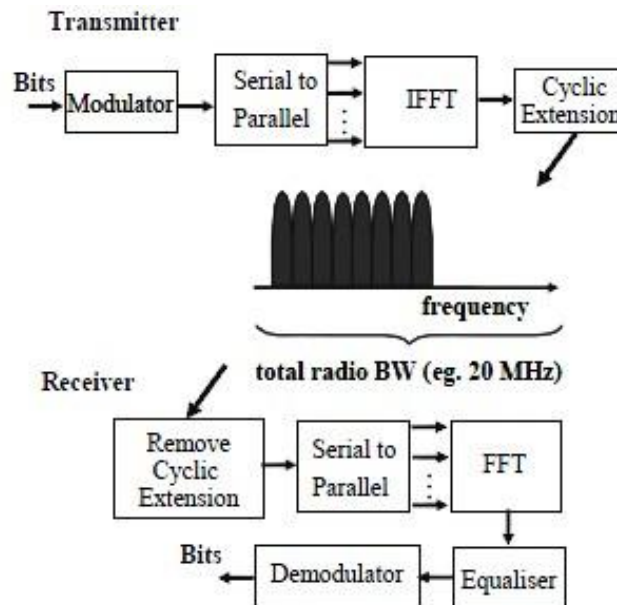 Transmitter
Bits
Modulator
Serial to
Parallel
IFFT
Cyclic
Extension
frequency
total radio BW (eg. 20 MHz)
Receiver
Remove
Cyclic
Extension
Serial to
Parallel
FFT
Bits
Demodulator
Equaliser